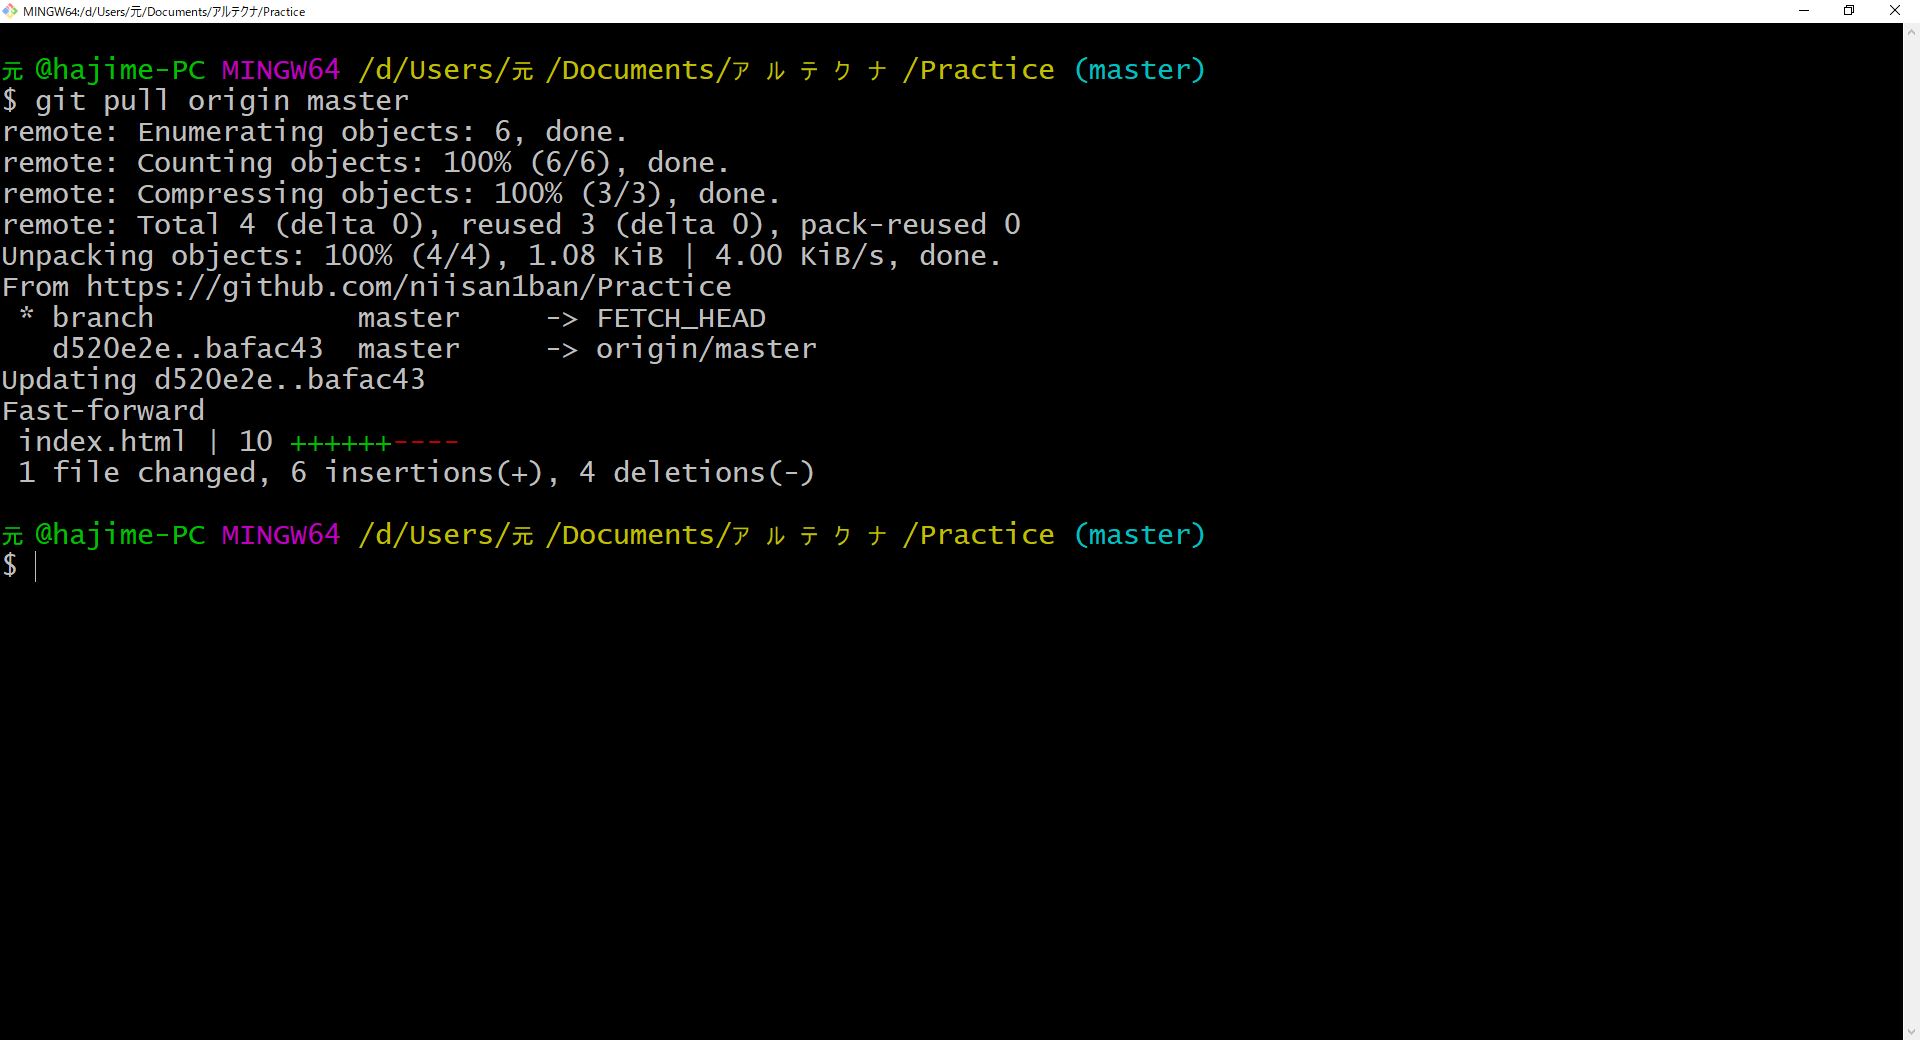 MINGW64:/d/Users/元/Documents/アルテクナ/Practice
元@hajime-PC MINGW64 /d/Users/元/Documents/アルテクナ/Practice (master)
$ git pull origin master
remote: Enumerating objects: 6, done.
remote: Counting objects: 100% (6/6), done.
remote: Compressing objects: 100% (3/3), done.
remote: Total 4 (delta 0), reused 3 (delta 0), pack-reused 0
Unpacking objects: 100% (4/4), 1.08 KiB | 4.00 KiB/s, done.
From https://github.com/niisan1ban/Practice
 * branch            master     -> FETCH_HEAD
   d520e2e..bafac43  master     -> origin/master
Updating d520e2e..bafac43
Fast-forward
 index.html | 10 ++++++----
 1 file changed, 6 insertions(+), 4 deletions(-)
元@hajime-PC MINGW64 /d/Users/元/Documents/アルテクナ/Practice (master)
$